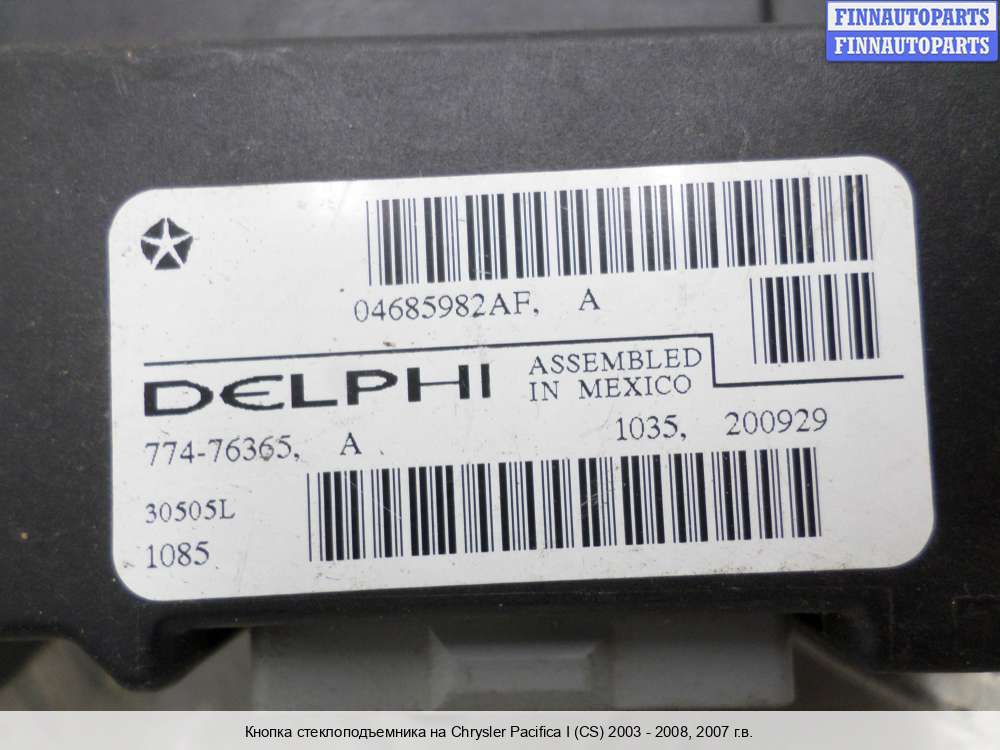 FINNAUTOPARTS
FINNAUTOPARTS
04685982AF, A
DELPHI
ASSEMBLED
IN MEXICO
774-76365, A
1035, 200929
30505L
1085
Кнопка стеклоподъемника на Chrysler Pacifica I (CS) 2003 - 2008, 2007 г.в.